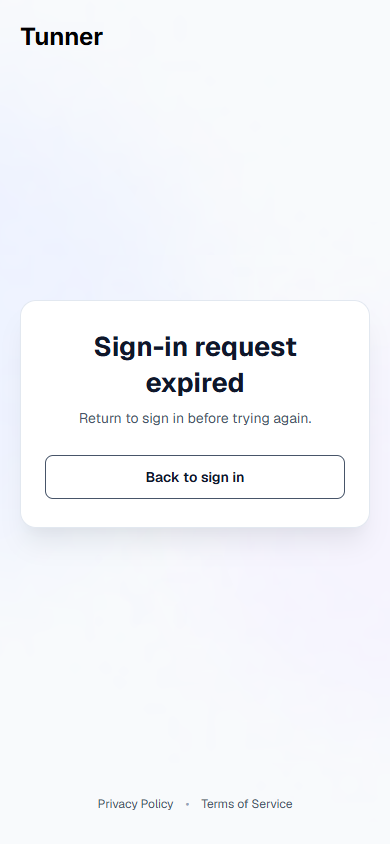 Tunner
Sign-in request
expired
Return to sign in before trying again.
Back to sign in
Privacy Policy • Terms of Service